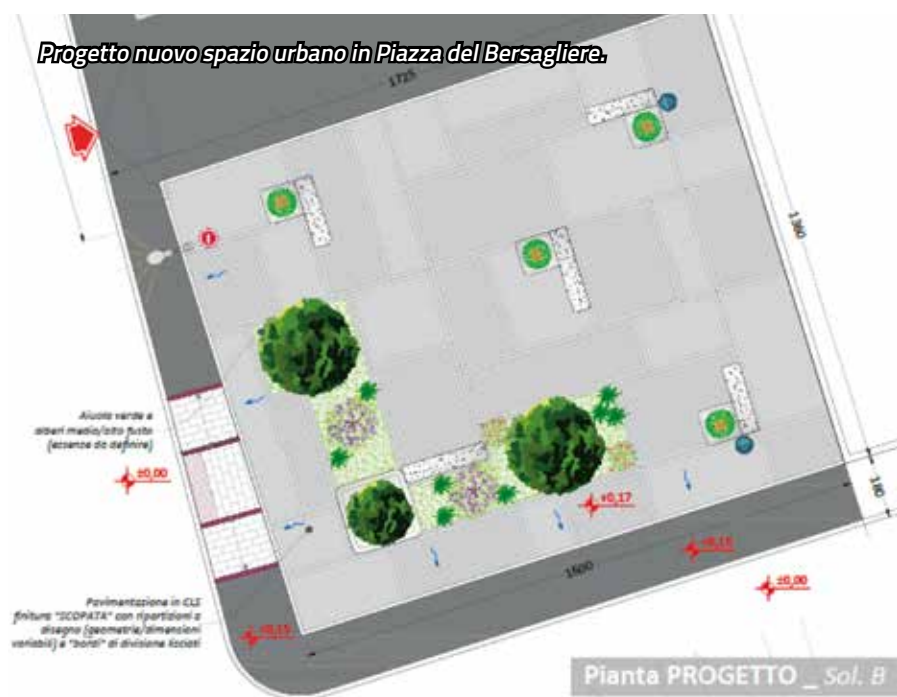 Progetto nuovo spazio urbano in Piazza del Bersagliere.
1725
1360
Aiuola verde e
alberi medio/alto fusto
(essenze da definire)
±0,00
180
+0,17
+0,15
1500
±0,00
Pavimentazione in CLS
finitura "SCOPATA" con ripartizioni a
disegno (geometrie/dimensioni
variabili) e "bordi" di divisione lisciati
+0,15
Pianta PROGETTO _ Sol. B